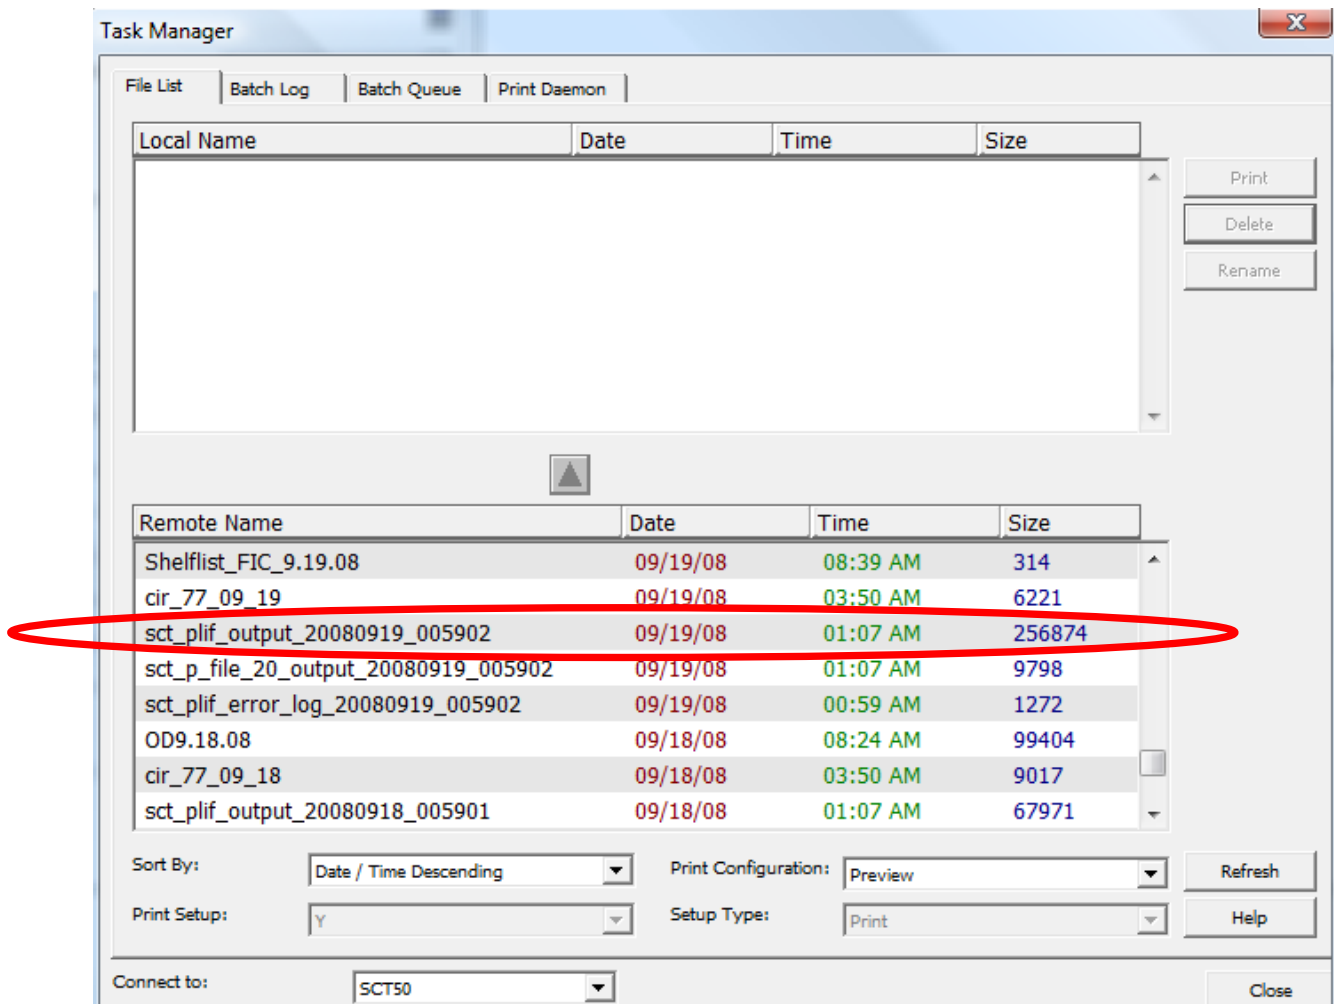 Task Manager
X
File List Batch Log Batch Queue Print Daemon
Local Name Date Time Size
Print
Delete
Rename
Remote Name Date Time Size
Shelflist_FIC_9.19.08 09/19/08 08:39 AM 314
cir_77_09_19 09/19/08 03:50 AM 6221
sct_plif_output_20080919_005902 09/19/08 01:07 AM 256874
sct_p_file_20_output_20080919_005902 09/19/08 01:07 AM 9798
sct_plif_error_log_20080919_005902 09/19/08 00:59 AM 1272
OD9.18.08 09/18/08 08:24 AM 99404
cir_77_09_18 09/18/08 03:50 AM 9017
sct_plif_output_20080918_005901 09/18/08 01:07 AM 67971
Sort By: Date / Time Descending Print Configuration: Preview Refresh
Print Setup: Y Setup Type: Print Help
Connect to: SCT50 Close